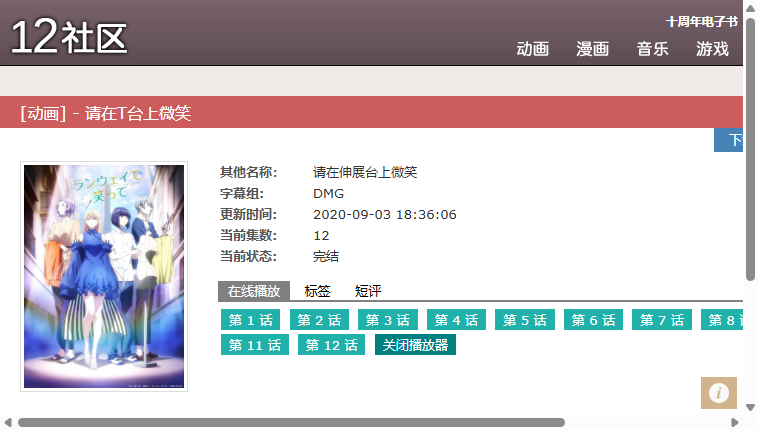 12社区
十周年电子书
动画 漫画 音乐 游戏
[动画] - 请在T台上微笑
ランウェイで
笑って
其他名称: 请在伸展台上微笑
字幕组: DMG
更新时间: 2020-09-03 18:36:06
当前集数: 12
当前状态: 完结
在线播放 标签 短评
第 1 话 第 2 话 第 3 话 第 4 话 第 5 话 第 6 话 第 7 话 第 8
第 11 话 第 12 话 关闭播放器